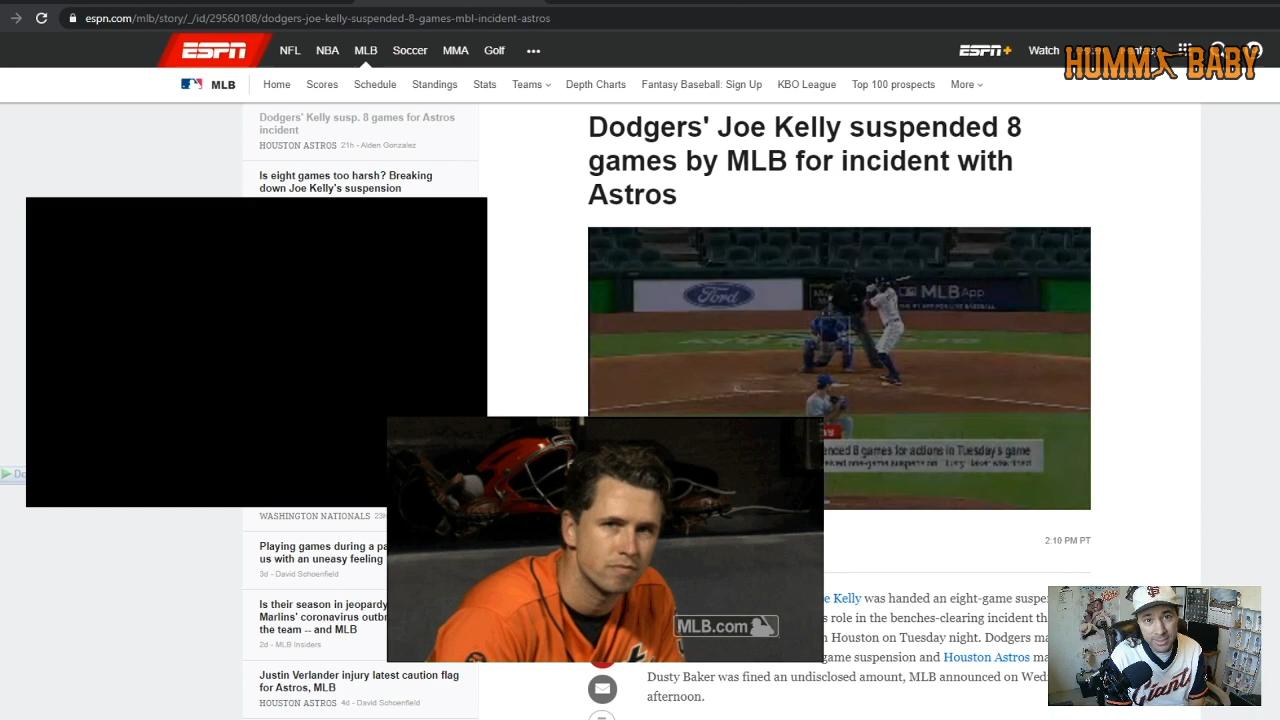 espn.com/mlb/story/_/id/29560108/dodgers-joe-kelly-suspended-8-games-mbl-incident-astros
ESPN NFL NBA MLB Soccer MMA Golf ••• ESPN+ Watch
HUMM BABY
MLB Home Scores Schedule Standings Stats Teams Depth Charts Fantasy Baseball: Sign Up KBO League Top 100 prospects More
Dodgers' Kelly susp. 8 games for Astros
incident
HOUSTON ASTROS 21h - Alden Gonzalez
Is eight games too harsh? Breaking
down Joe Kelly's suspension
WASHINGTON NATIONALS
Playing games during a
us with an uneasy feeling
3d - David Schoenfield
Is their season in jeopardy
Marlins' coronavirus
the team -- and MLB
2d - MLB Insiders
Justin Verlander injury latest caution flag
for Astros, MLB
HOUSTON ASTROS 4d - David Schoenfield
Dodgers' Joe Kelly suspended 8
games by MLB for incident with
Astros
Ford
MLB App
8 games for actions in Tuesday's game
MLB.com
2:10 PM PT
Kelly was handed an eight-game
role in the benches-clearing incident
Houston on Tuesday night. Dodgers
game suspension and Houston Astros
Dusty Baker was fined an undisclosed amount, MLB announced on
afternoon.
Giants